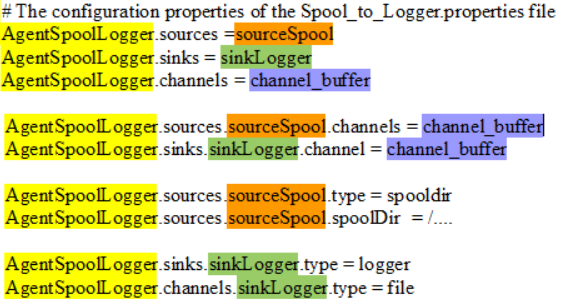 # The configuration properties of the Spool_to_Logger.properties file
AgentSpoolLogger.sources =sourceSpool
AgentSpoolLogger.sinks = sinkLogger
AgentSpoolLogger.channels = channel_buffer
AgentSpoolLogger.sources.sourceSpool.channels = channel_buffer
AgentSpoolLogger.sinks.sinkLogger.channel = channel_buffer
AgentSpoolLogger.sources.sourceSpool.type = spooldir
AgentSpoolLogger.sources.sourceSpool.spoolDir = /....
AgentSpoolLogger.sinks.sinkLogger.type = logger
AgentSpoolLogger.channels.sinkLogger.type = file